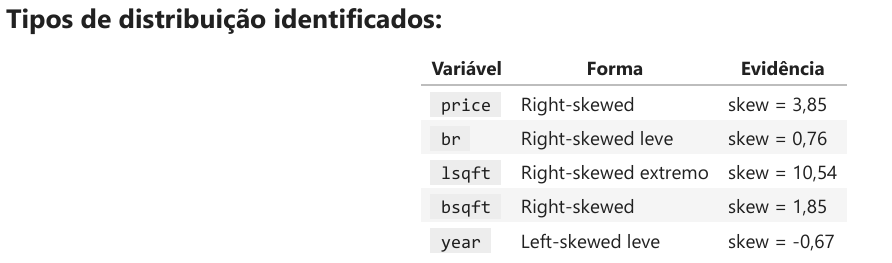 Tipos de distribuição identificados:
Variável Forma Evidência
price Right-skewed skew = 3,85
br Right-skewed leve skew = 0,76
lsqft Right-skewed extremo skew = 10,54
bsqft Right-skewed skew = 1,85
year Left-skewed leve skew = -0,67